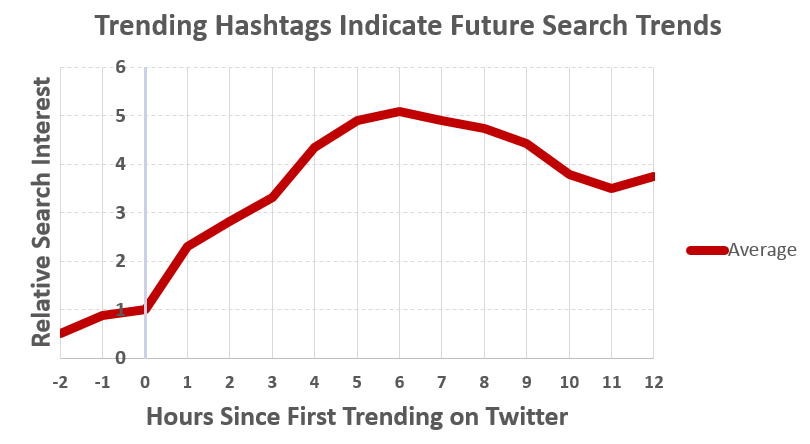 Trending Hashtags Indicate Future Search Trends
Relative Search Interest
6
5
4
3
2
1
0
-2 -1 0 1 2 3 4 5 6 7 8 9 10 11 12
Hours Since First Trending on Twitter
Average